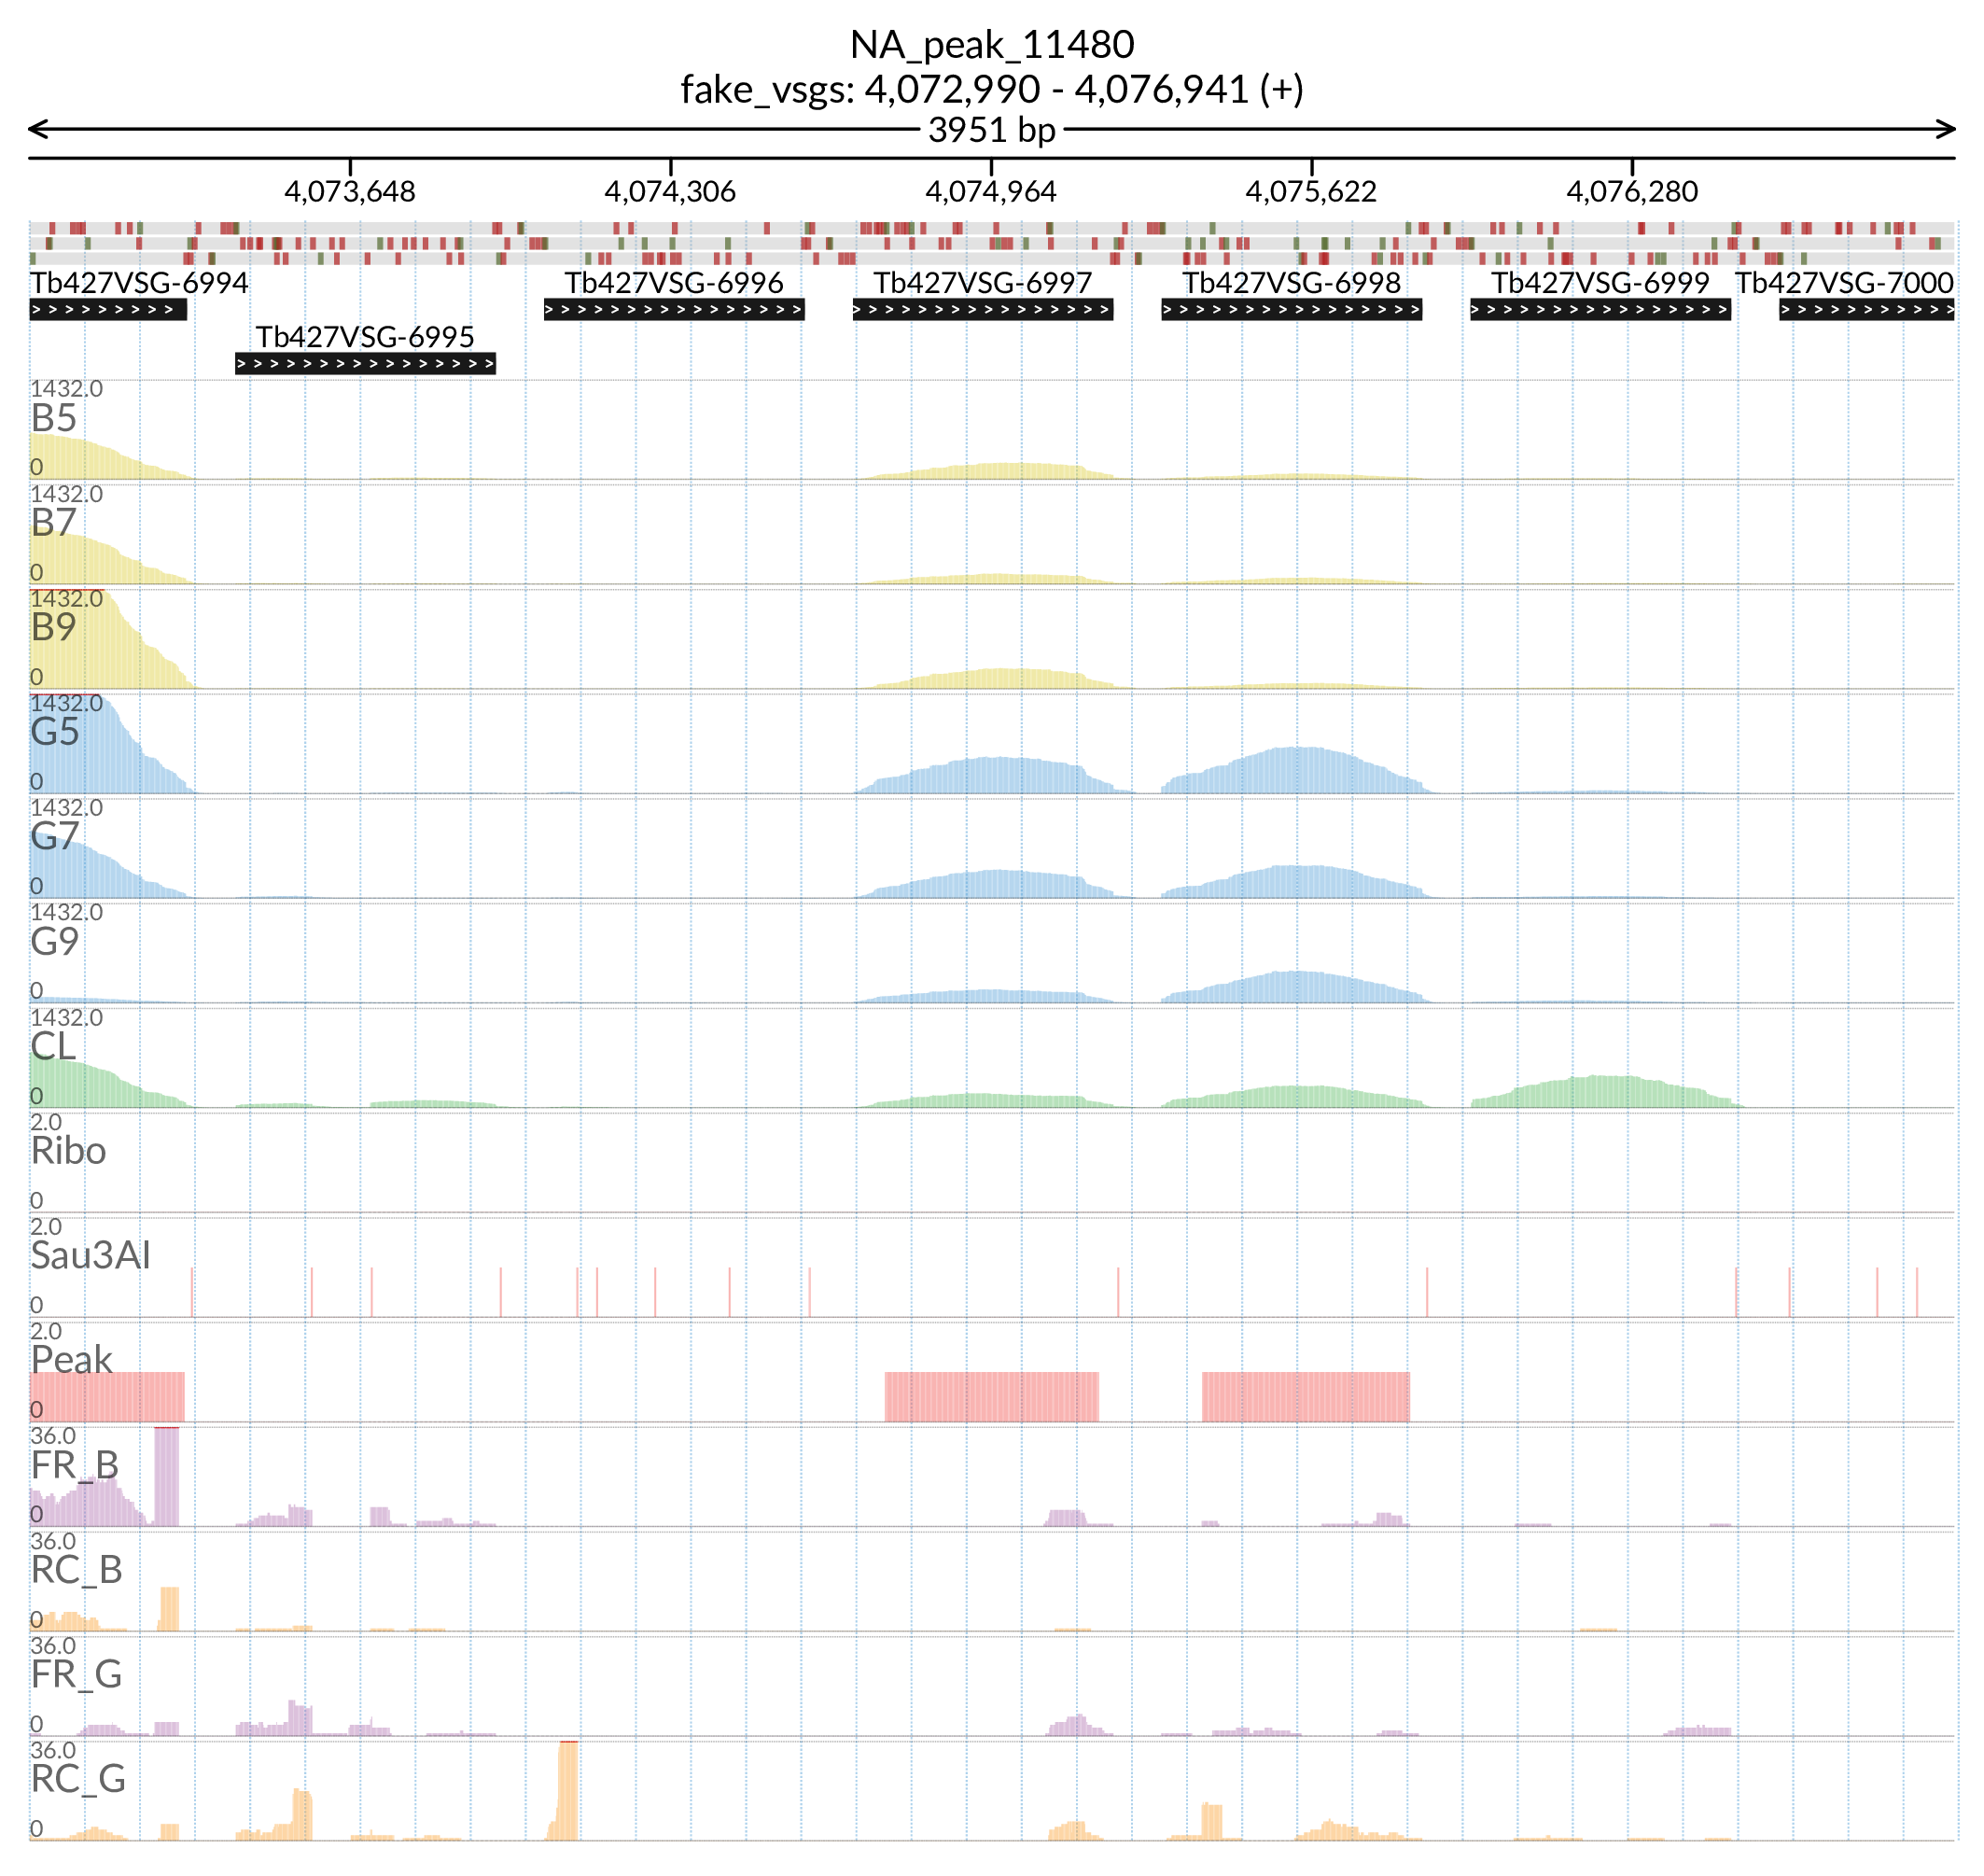 NA_peak_11480
fake_vsgs: 4,072,990 - 4,076,941 (+)
3951 bp
4,073,648 4,074,306 4,074,964 4,075,622 4,076,280
Tb427VSG-6994 Tb427VSG-6996 Tb427VSG-6997 Tb427VSG-6998 Tb427VSG-6999 Tb427VSG-7000
Tb427VSG-6995
1432.0
B5
0
1432.0
B7
0
1432.0
B9
0
1432.0
G5
0
1432.0
G7
0
1432.0
G9
0
1432.0
CL
0
2.0
Ribo
0
2.0
Sau3AI
0
2.0
Peak
0
36.0
FR_B
0
36.0
RC_B
0
36.0
FR_G
0
36.0
RC_G
0